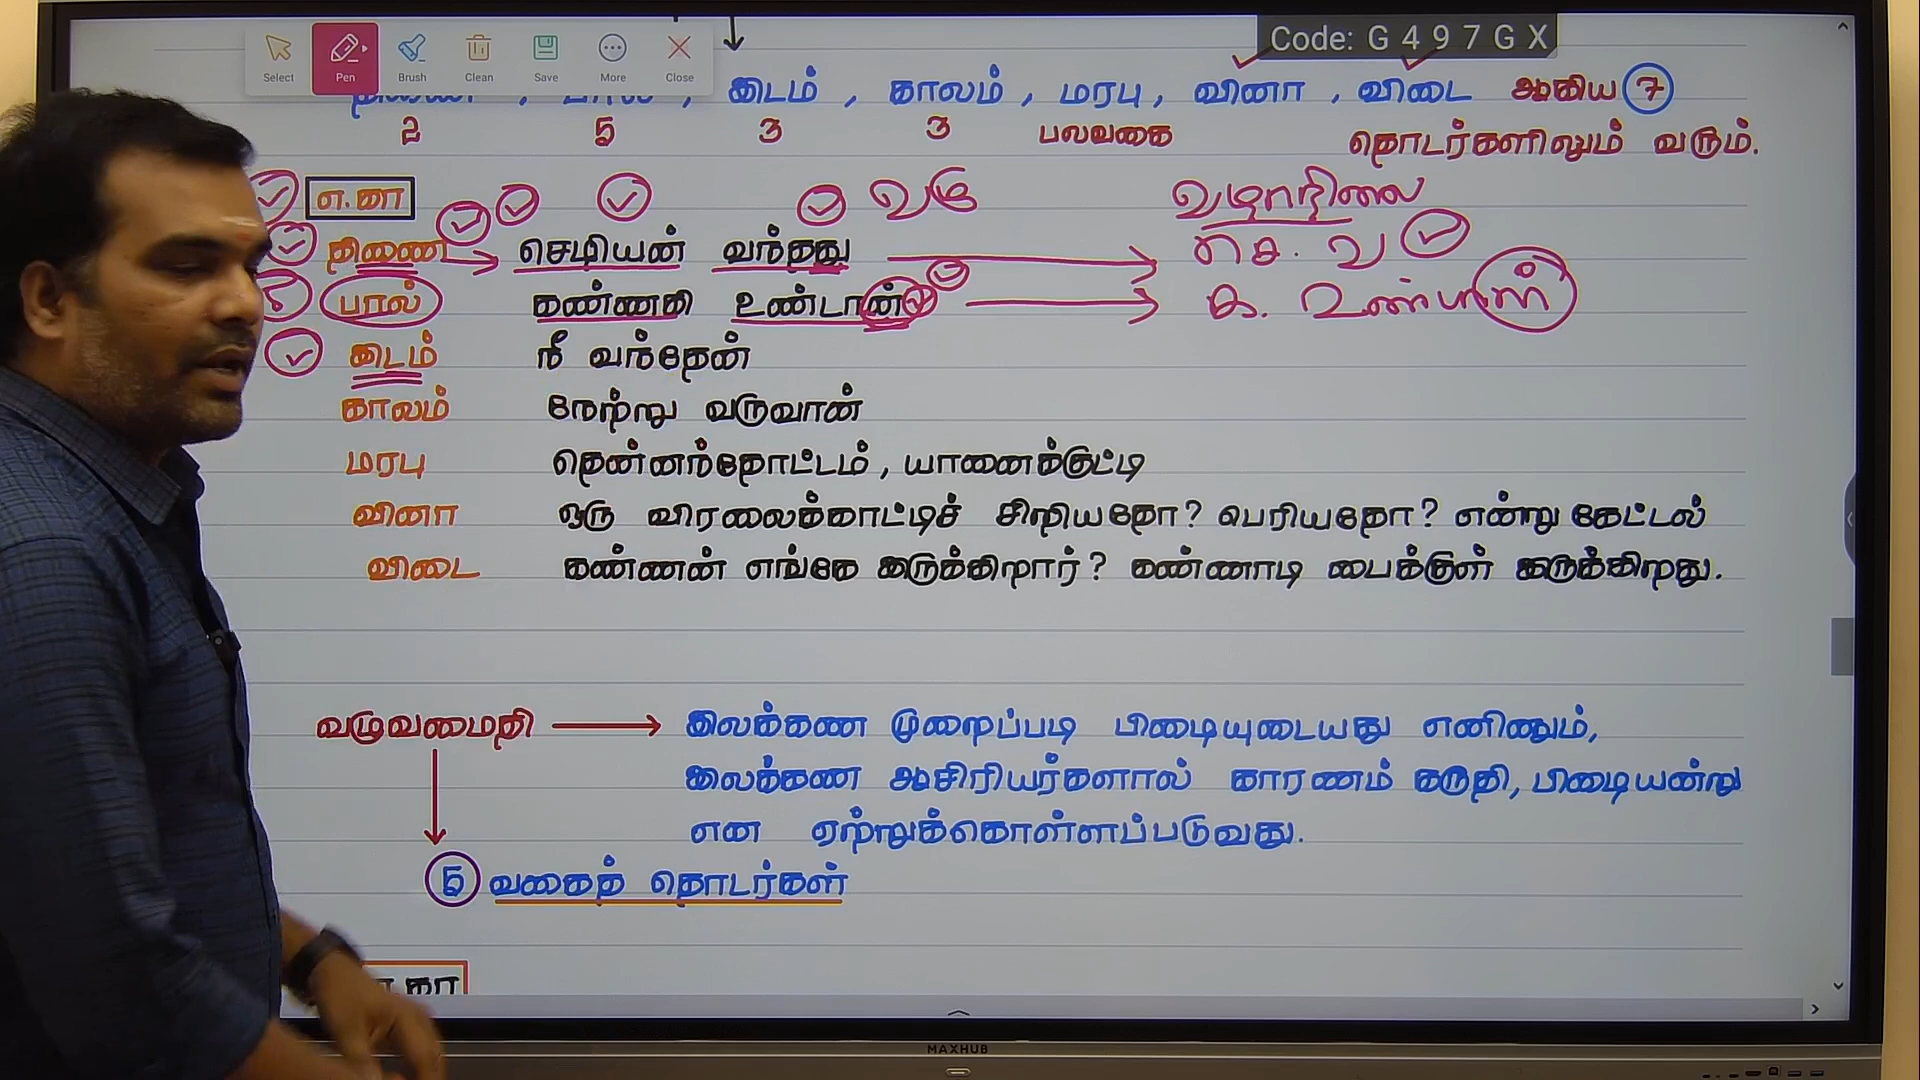 Code: G497GX
Select Pen Brush Clean Save More Close
இடம் , காலம் , மரபு , வினா , விடை ஆகிய 7
2 5 3 3 பலவகை தொடர்களிலும் வரும்.
எ.கா வழு வழாநிலை
திணை செழியன் வந்தது செ. வ
பால் கண்ணகி உண்டான் க. உண்டாள்
இடம் நீ வந்தேன்
காலம் நேற்று வருவான்
மரபு தென்னந்தோட்டம் , யானைக்குட்டி
வினா ஒரு விரலைக்காட்டிச் சிறியதோ? பெரியதோ? என்று கேட்டல்
விடை கண்ணன் எங்கே இருக்கிறார்? கண்ணாடி பைக்குள் இருக்கிறது.
வழுவமைதி இலக்கண முறைப்படி பிழையுடையது எனினும்,
இலக்கண ஆசிரியர்களால் காரணம் கருதி, பிழையன்று
என ஏற்றுக்கொள்ளப்படுவது.
5 வகைத் தொடர்கள்
MAXHUB